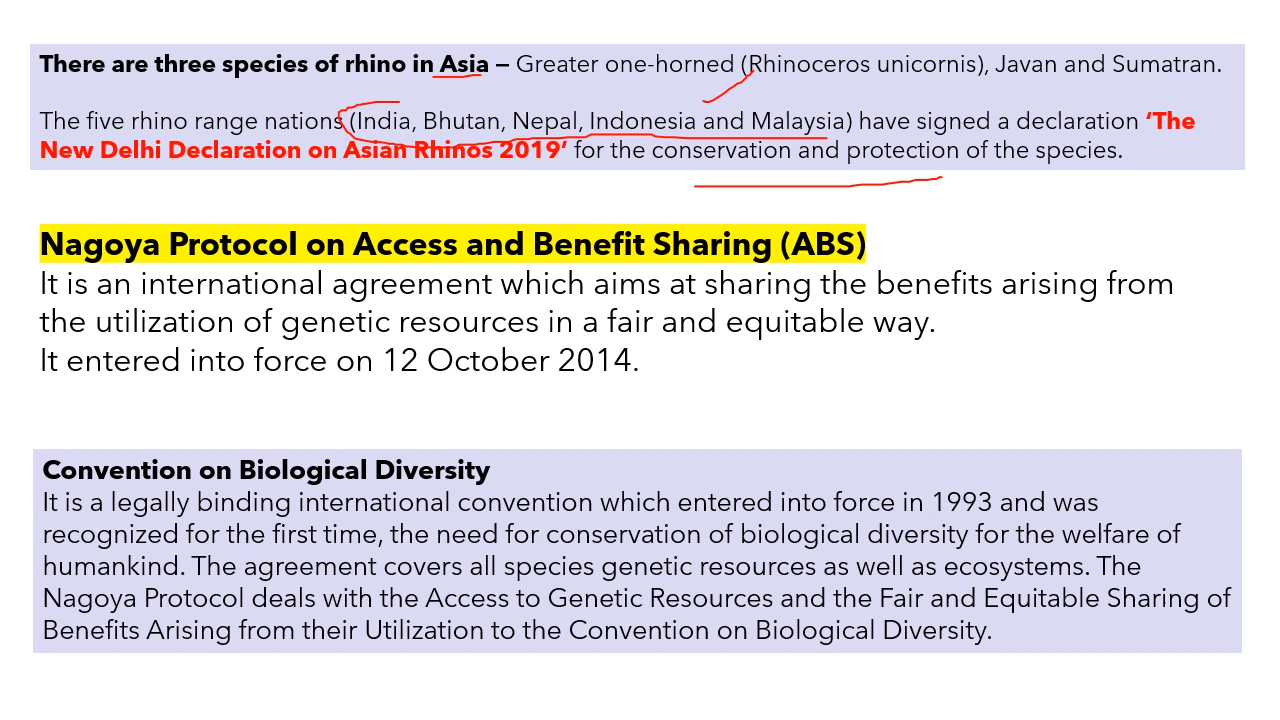 There are three species of rhino in Asia – Greater one-horned (Rhinoceros unicornis), Javan and Sumatran.
The five rhino range nations (India, Bhutan, Nepal, Indonesia and Malaysia) have signed a declaration ‘The
New Delhi Declaration on Asian Rhinos 2019’ for the conservation and protection of the species.
Nagoya Protocol on Access and Benefit Sharing (ABS)
It is an international agreement which aims at sharing the benefits arising from
the utilization of genetic resources in a fair and equitable way.
It entered into force on 12 October 2014.
Convention on Biological Diversity
It is a legally binding international convention which entered into force in 1993 and was
recognized for the first time, the need for conservation of biological diversity for the welfare of
humankind. The agreement covers all species genetic resources as well as ecosystems. The
Nagoya Protocol deals with the Access to Genetic Resources and the Fair and Equitable Sharing of
Benefits Arising from their Utilization to the Convention on Biological Diversity.